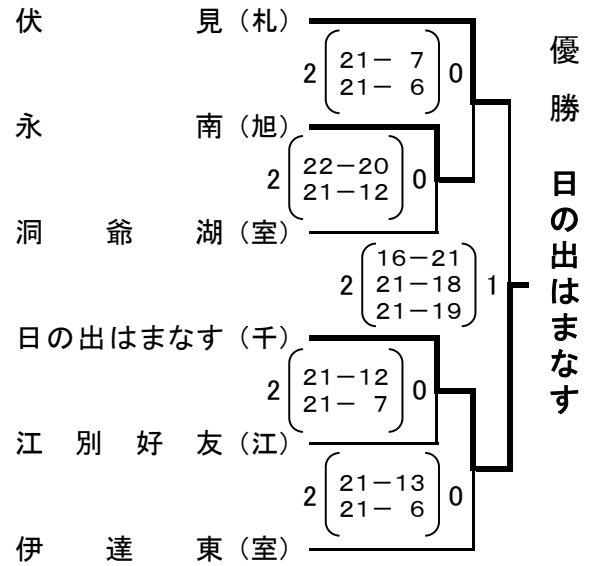 伏見（札）
2 21－ 7 0
21－ 6
永南（旭）
2 22－20 0
21－12
洞爺湖（室）
16－21
2 21－18 1
21－19
日の出はまなす（千）
2 21－12 0
21－ 7
江別好友（江）
2 21－13 0
21－ 6
伊達東（室）
優勝 日の出はまなす